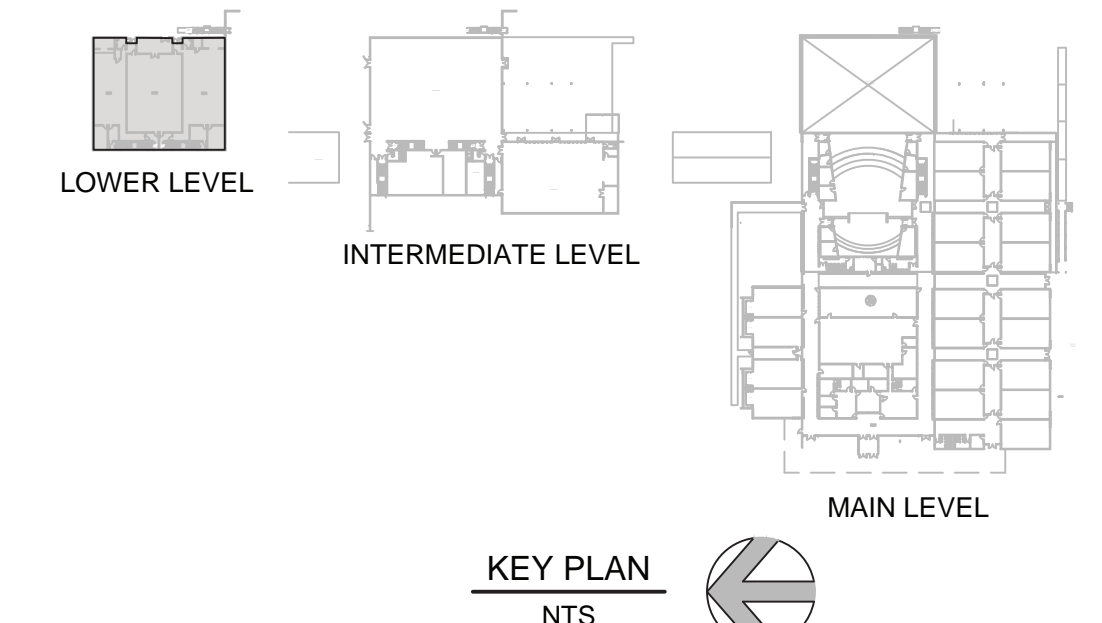 LOWER LEVEL
INTERMEDIATE LEVEL
MAIN LEVEL
KEY PLAN
NTS